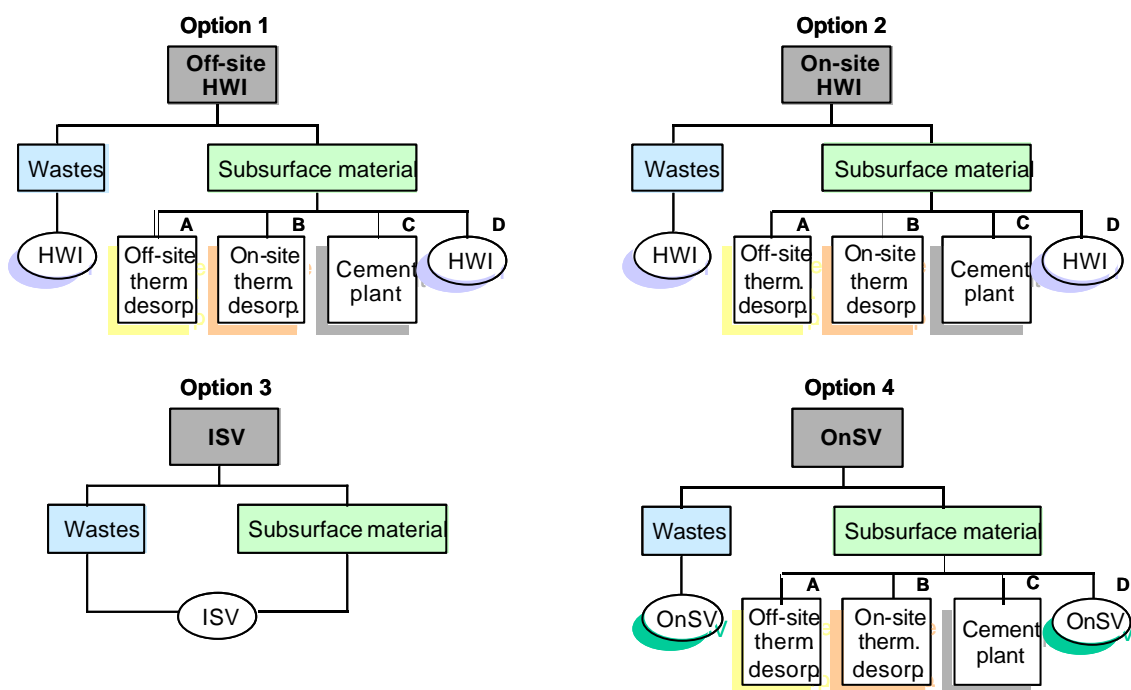 Option 1
Off-site
HWI
Wastes
Subsurface material
A
B
C
D
HWI
Off-site
therm
desorp.
On-site
therm.
desorp.
Cement
plant
HWI
Option 2
On-site
HWI
Wastes
Subsurface material
A
B
C
D
HWI
Off-site
therm.
desorp.
On-site
therm
desorp.
Cement
plant
HWI
Option 3
ISV
Wastes
Subsurface material
ISV
Option 4
OnSV
Wastes
Subsurface material
A
B
C
D
OnSV
Off-site
therm
desorp.
On-site
therm.
desorp.
Cement
plant
OnSV